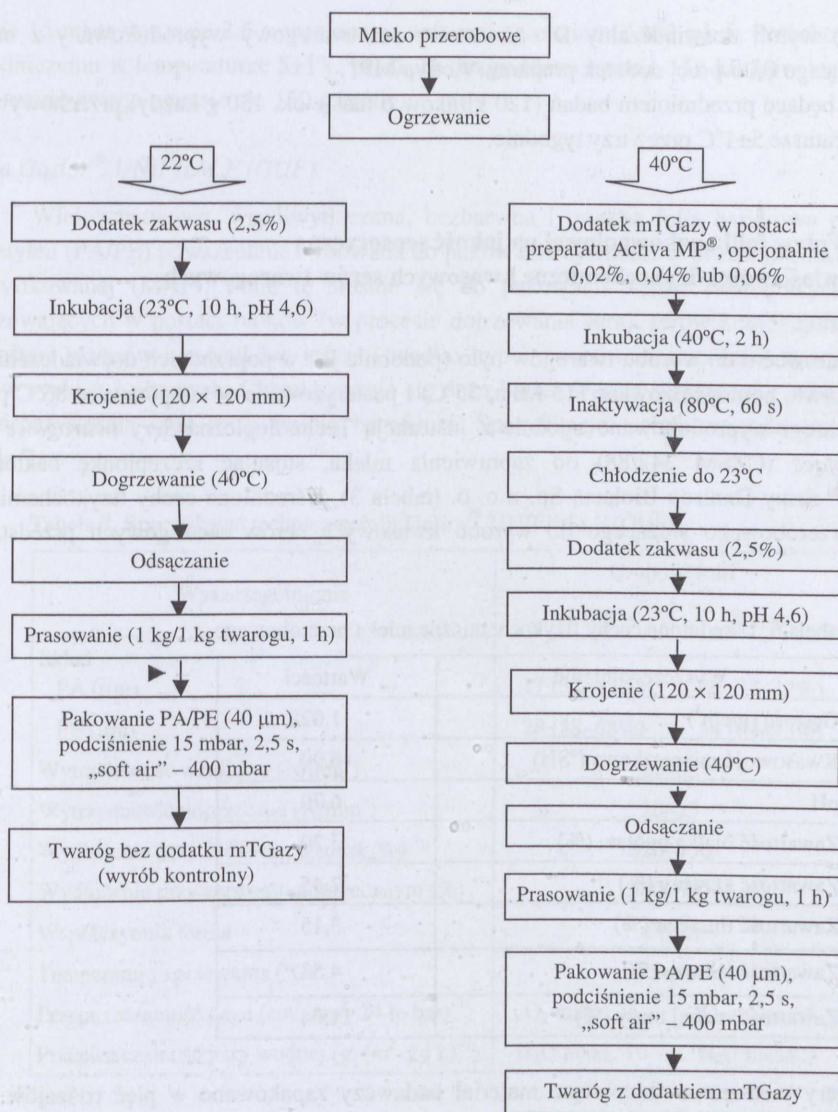 Mleko przerobowe
Ogrzewanie
22ºC
Dodatek zakwasu (2,5%)
Inkubacja (23ºC, 10 h, pH 4,6)
Krojenie (120 × 120 mm)
Dogrzewanie (40ºC)
Odsączanie
Prasowanie (1 kg/1 kg twarogu, 1 h)
Pakowanie PA/PE (40 μm),
podciśnienie 15 mbar, 2,5 s,
„soft air” – 400 mbar
Twaróg bez dodatku mTGazy
(wyrób kontrolny)
40ºC
Dodatek mTGazy w postaci
preparatu Activa MP®, opcjonalnie
0,02%, 0,04% lub 0,06%
Inkubacja (40ºC, 2 h)
Inaktywacja (80ºC, 60 s)
Chłodzenie do 23ºC
Dodatek zakwasu (2,5%)
Inkubacja (23ºC, 10 h, pH 4,6)
Krojenie (120 × 120 mm)
Dogrzewanie (40ºC)
Odsączanie
Prasowanie (1 kg/1 kg twarogu, 1 h)
Pakowanie PA/PE (40 μm),
podciśnienie 15 mbar, 2,5 s,
„soft air” – 400 mbar
Twaróg z dodatkiem mTGazy